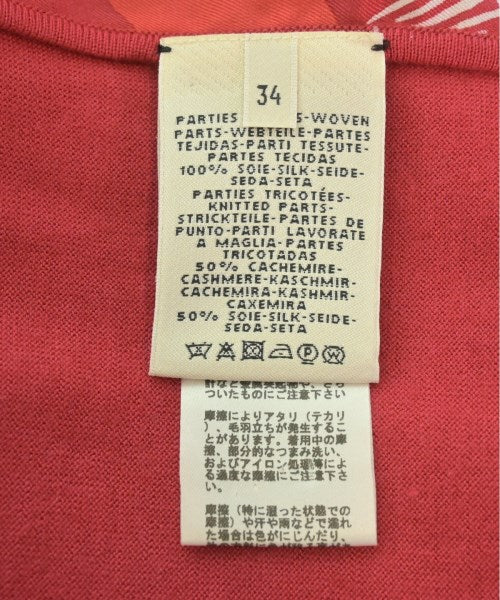 34
PARTIES S-WOVEN
PARTS-WEBTEILE-PARTES
TEJIDAS-PARTI TESSUTE-
PARTES TECIDAS
100% SOIE-SILK-SEIDE-
SEDA-SETA
PARTIES TRICOTÉES-
KNITTED PARTS-
STRICKTEILE-PARTES DE
PUNTO-PARTI LAVORATE
A MAGLIA-PARTES
TRICOTADAS
50% CACHEMIRE-
CASHMERE-KASCHMIR-
CACHEMIRA-KASHMIR-
CAXEMIRA
50% SOIE-SILK-SEIDE-
SEDA-SETA
P W
ついたものにご注意下さい
摩擦によりアタリ（テカリ
）、毛羽立ちが発生するこ
とがあります。着用中の摩
擦、部分的なつまみ洗い、
およびアイロン処理等によ
る過度な摩擦にご注意下さ
い。
摩擦（特に湿った状態での
摩擦）や汗や雨などで濡れ
た場合は色がにじんだり、